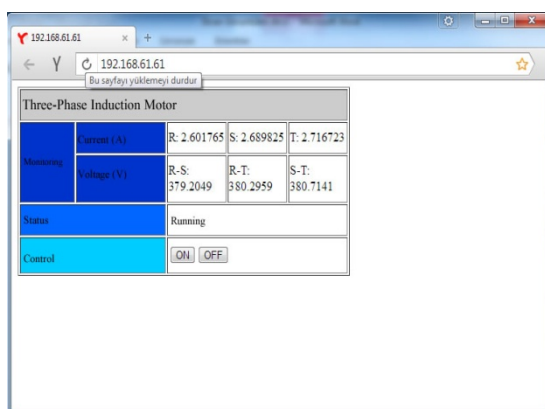 192.168.61.61
192.168.61.61
Bu sayfayı yüklemeyi durdur
Three-Phase Induction Motor
Monitoring
Current (A)
R: 2.601765
S: 2.689825
T: 2.716723
Voltage (V)
R-S:
379.2049
R-T:
380.2959
S-T:
380.7141
Status
Running
Control
ON
OFF